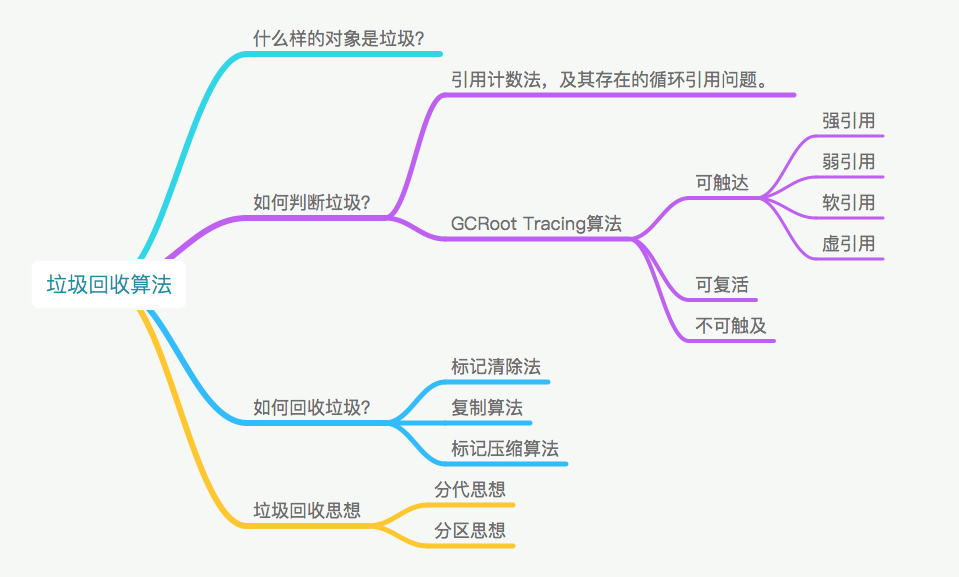 什么样的对象是垃圾?
引用计数法，及其存在的循环引用问题。
强引用
弱引用
可触达
如何判断垃圾?
软引用
GCRoot Tracing算法
虚引用
垃圾回收算法
可复活
不可触及
标记清除法
如何回收垃圾?
复制算法
标记压缩算法
分代思想
垃圾回收思想
分区思想